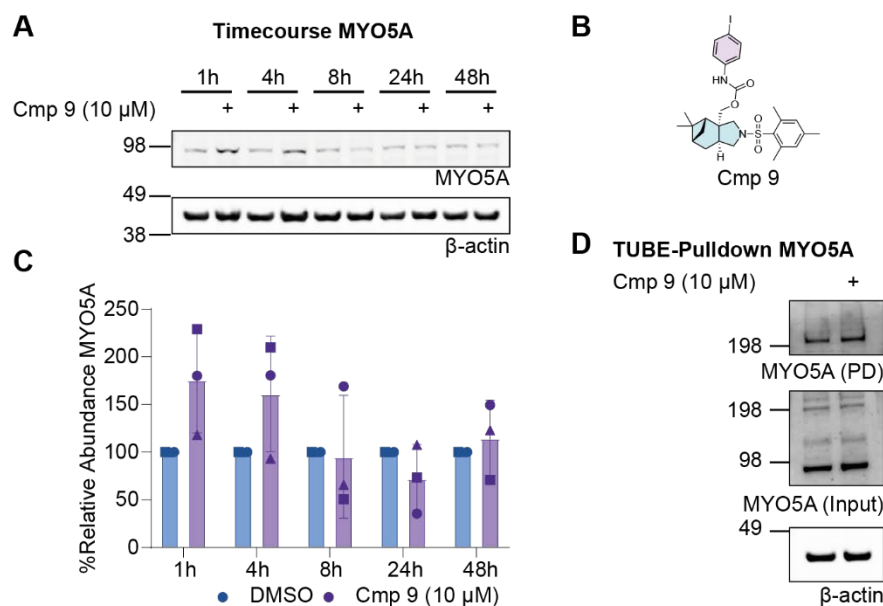 A
Timecourse MYO5A
1h 4h 8h 24h 48h
Cmp 9 (10 μM) + + + + +
98
MYO5A
49
38
β-actin
B
I
HN O
O
H
N S
O
O
Cmp 9
C
%Relative Abundance MYO5A
250
200
150
100
50
0
1h 4h 8h 24h 48h
DMSO Cmp 9 (10 μM)
D TUBE-Pulldown MYO5A
Cmp 9 (10 μM) +
198
MYO5A (PD)
198
98
MYO5A (Input)
49
β-actin